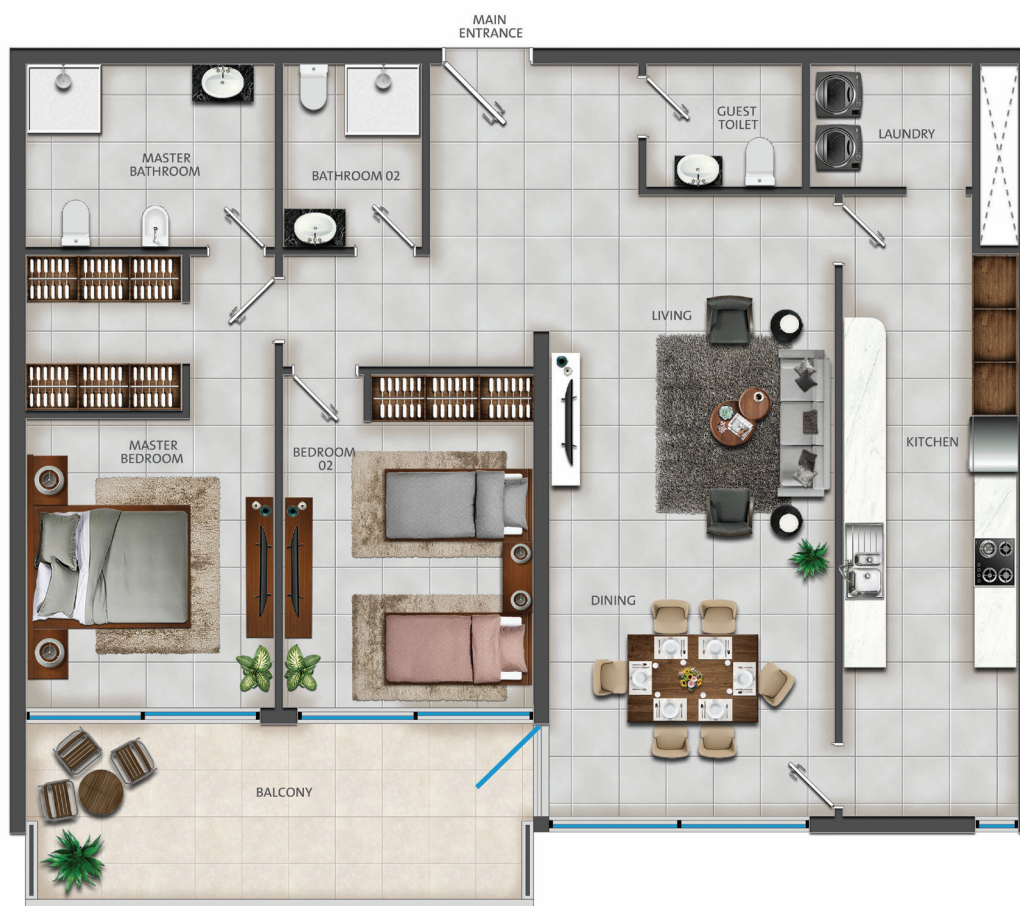 MAIN
ENTRANCE
GUEST
TOILET
LAUNDRY
MASTER
BATHROOM
BATHROOM 02
LIVING
KITCHEN
MASTER
BEDROOM
BEDROOM
02
DINING
BALCONY